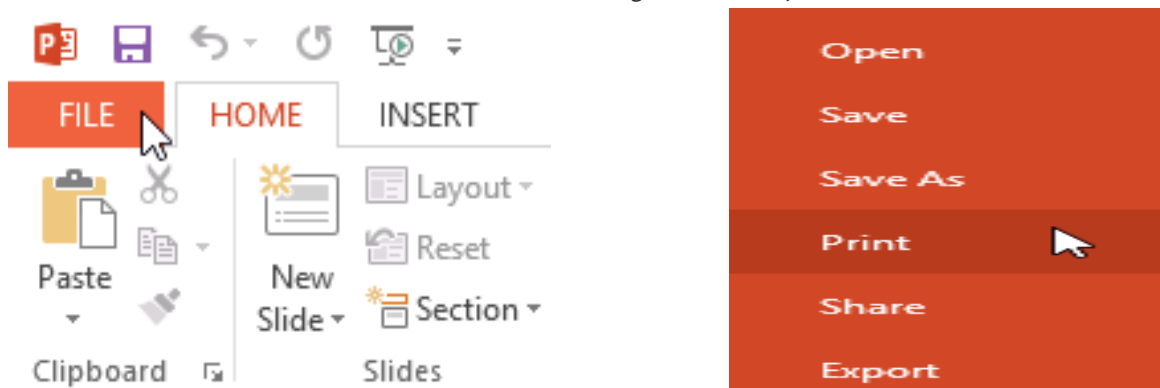 P
FILE HOME INSERT
Layout
Reset
Section
Paste
New
Slide
Clipboard
Slides
Open
Save
Save As
Print
Share
Export